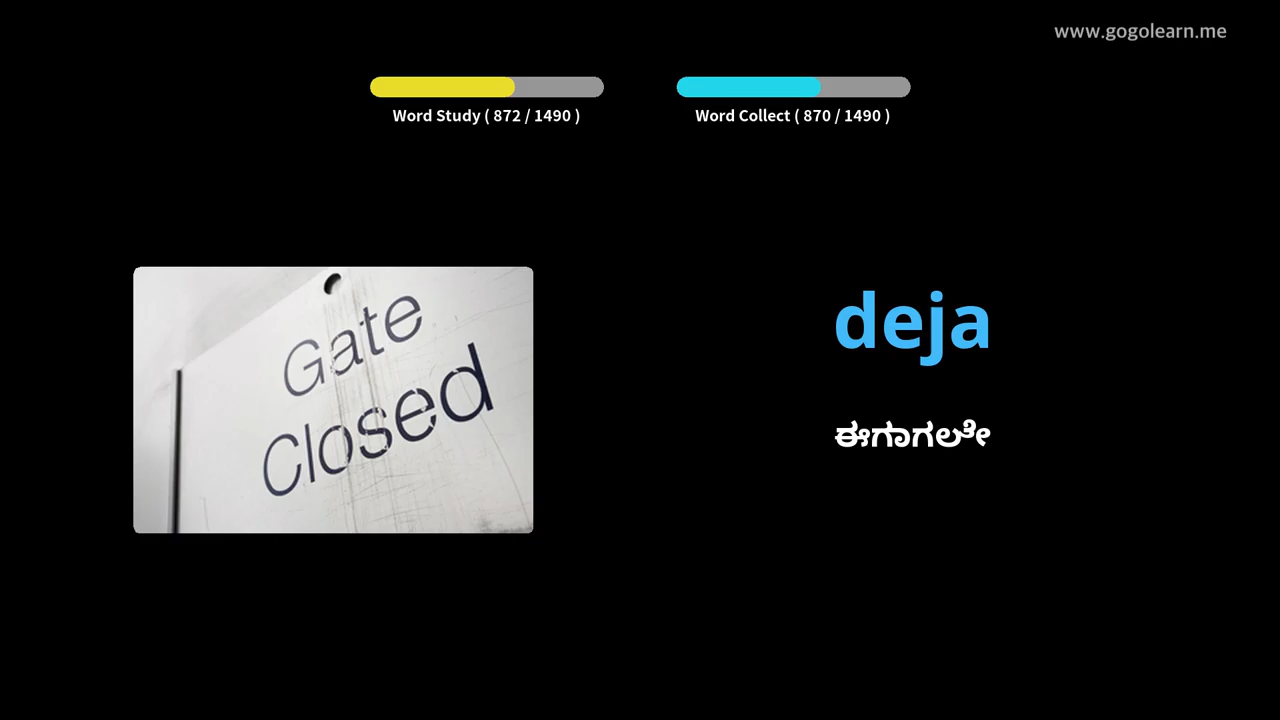 www.gogolearn.me
Word Study ( 872 / 1490 )
Word Collect ( 870 / 1490 )
Gate
Closed
deja
ಈಗಾಗಲೇ